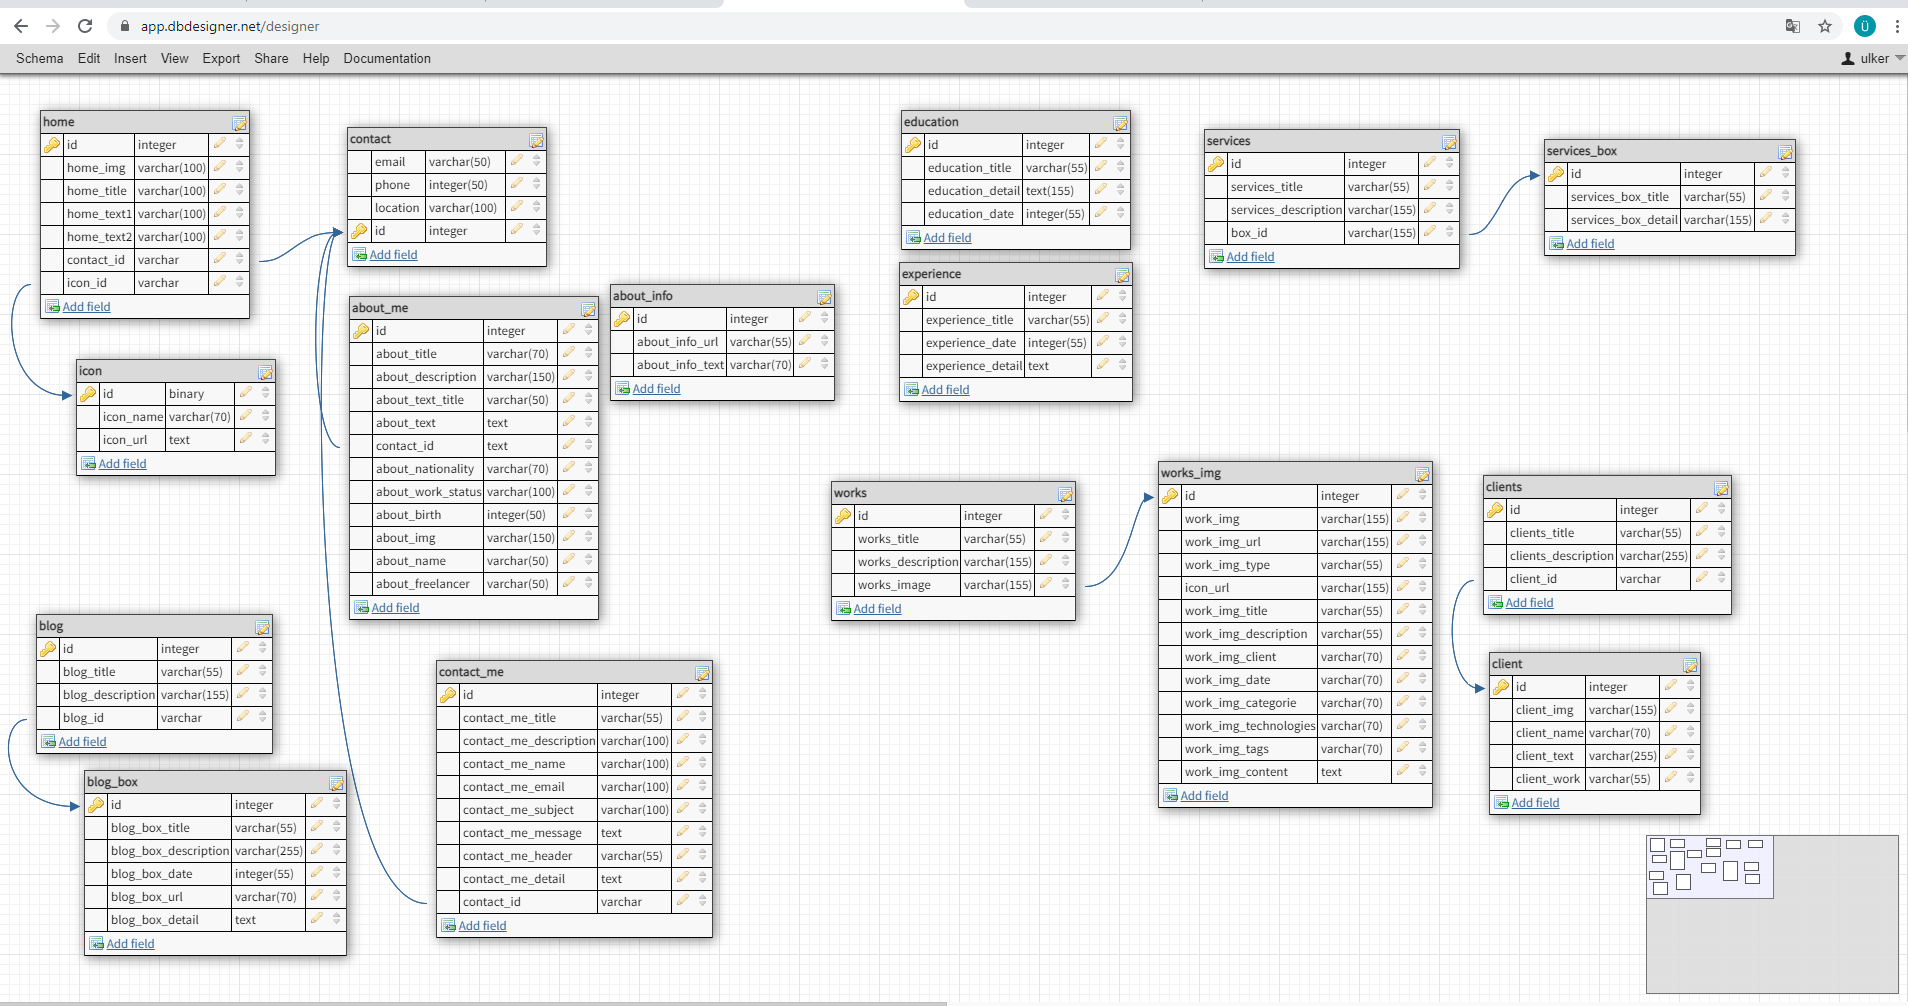 app.dbdesigner.net/designer
Ü
Schema Edit Insert View Export Share Help Documentation
ulker
home
id integer
home_img varchar(100)
home_title varchar(100)
home_text1 varchar(100)
home_text2 varchar(100)
contact_id varchar
icon_id varchar
Add field
contact
email varchar(50)
phone integer(50)
location varchar(100)
id integer
Add field
education
id integer
education_title varchar(55)
education_detail text(155)
education_date integer(55)
Add field
services
id integer
services_title varchar(55)
services_description varchar(155)
box_id varchar(155)
Add field
services_box
id integer
services_box_title varchar(55)
services_box_detail varchar(155)
Add field
experience
id integer
experience_title varchar(55)
experience_date integer(55)
experience_detail text
Add field
about_info
id integer
about_info_url varchar(55)
about_info_text varchar(70)
Add field
about_me
id integer
about_title varchar(70)
about_description varchar(150)
about_text_title varchar(50)
about_text text
contact_id text
about_nationality varchar(70)
about_work_status varchar(100)
about_birth integer(50)
about_img varchar(150)
about_name varchar(50)
about_freelancer varchar(50)
Add field
icon
id binary
icon_name varchar(70)
icon_url text
Add field
works
id integer
works_title varchar(55)
works_description varchar(155)
works_image varchar(155)
Add field
works_img
id integer
work_img varchar(155)
work_img_url varchar(155)
work_img_type varchar(55)
icon_url varchar(155)
work_img_title varchar(55)
work_img_description varchar(55)
work_img_client varchar(70)
work_img_date varchar(70)
work_img_categorie varchar(70)
work_img_technologies varchar(70)
work_img_tags varchar(70)
work_img_content text
Add field
clients
id integer
clients_title varchar(55)
clients_description varchar(255)
client_id varchar
Add field
client
id integer
client_img varchar(155)
client_name varchar(70)
client_text varchar(255)
client_work varchar(55)
Add field
blog
id integer
blog_title varchar(55)
blog_description varchar(155)
blog_id varchar
Add field
blog_box
id integer
blog_box_title varchar(55)
blog_box_description varchar(255)
blog_box_date integer(55)
blog_box_url varchar(70)
blog_box_detail text
Add field
contact_me
id integer
contact_me_title varchar(55)
contact_me_description varchar(100)
contact_me_name varchar(100)
contact_me_email varchar(100)
contact_me_subject varchar(100)
contact_me_message text
contact_me_header varchar(55)
contact_me_detail text
contact_id varchar
Add field